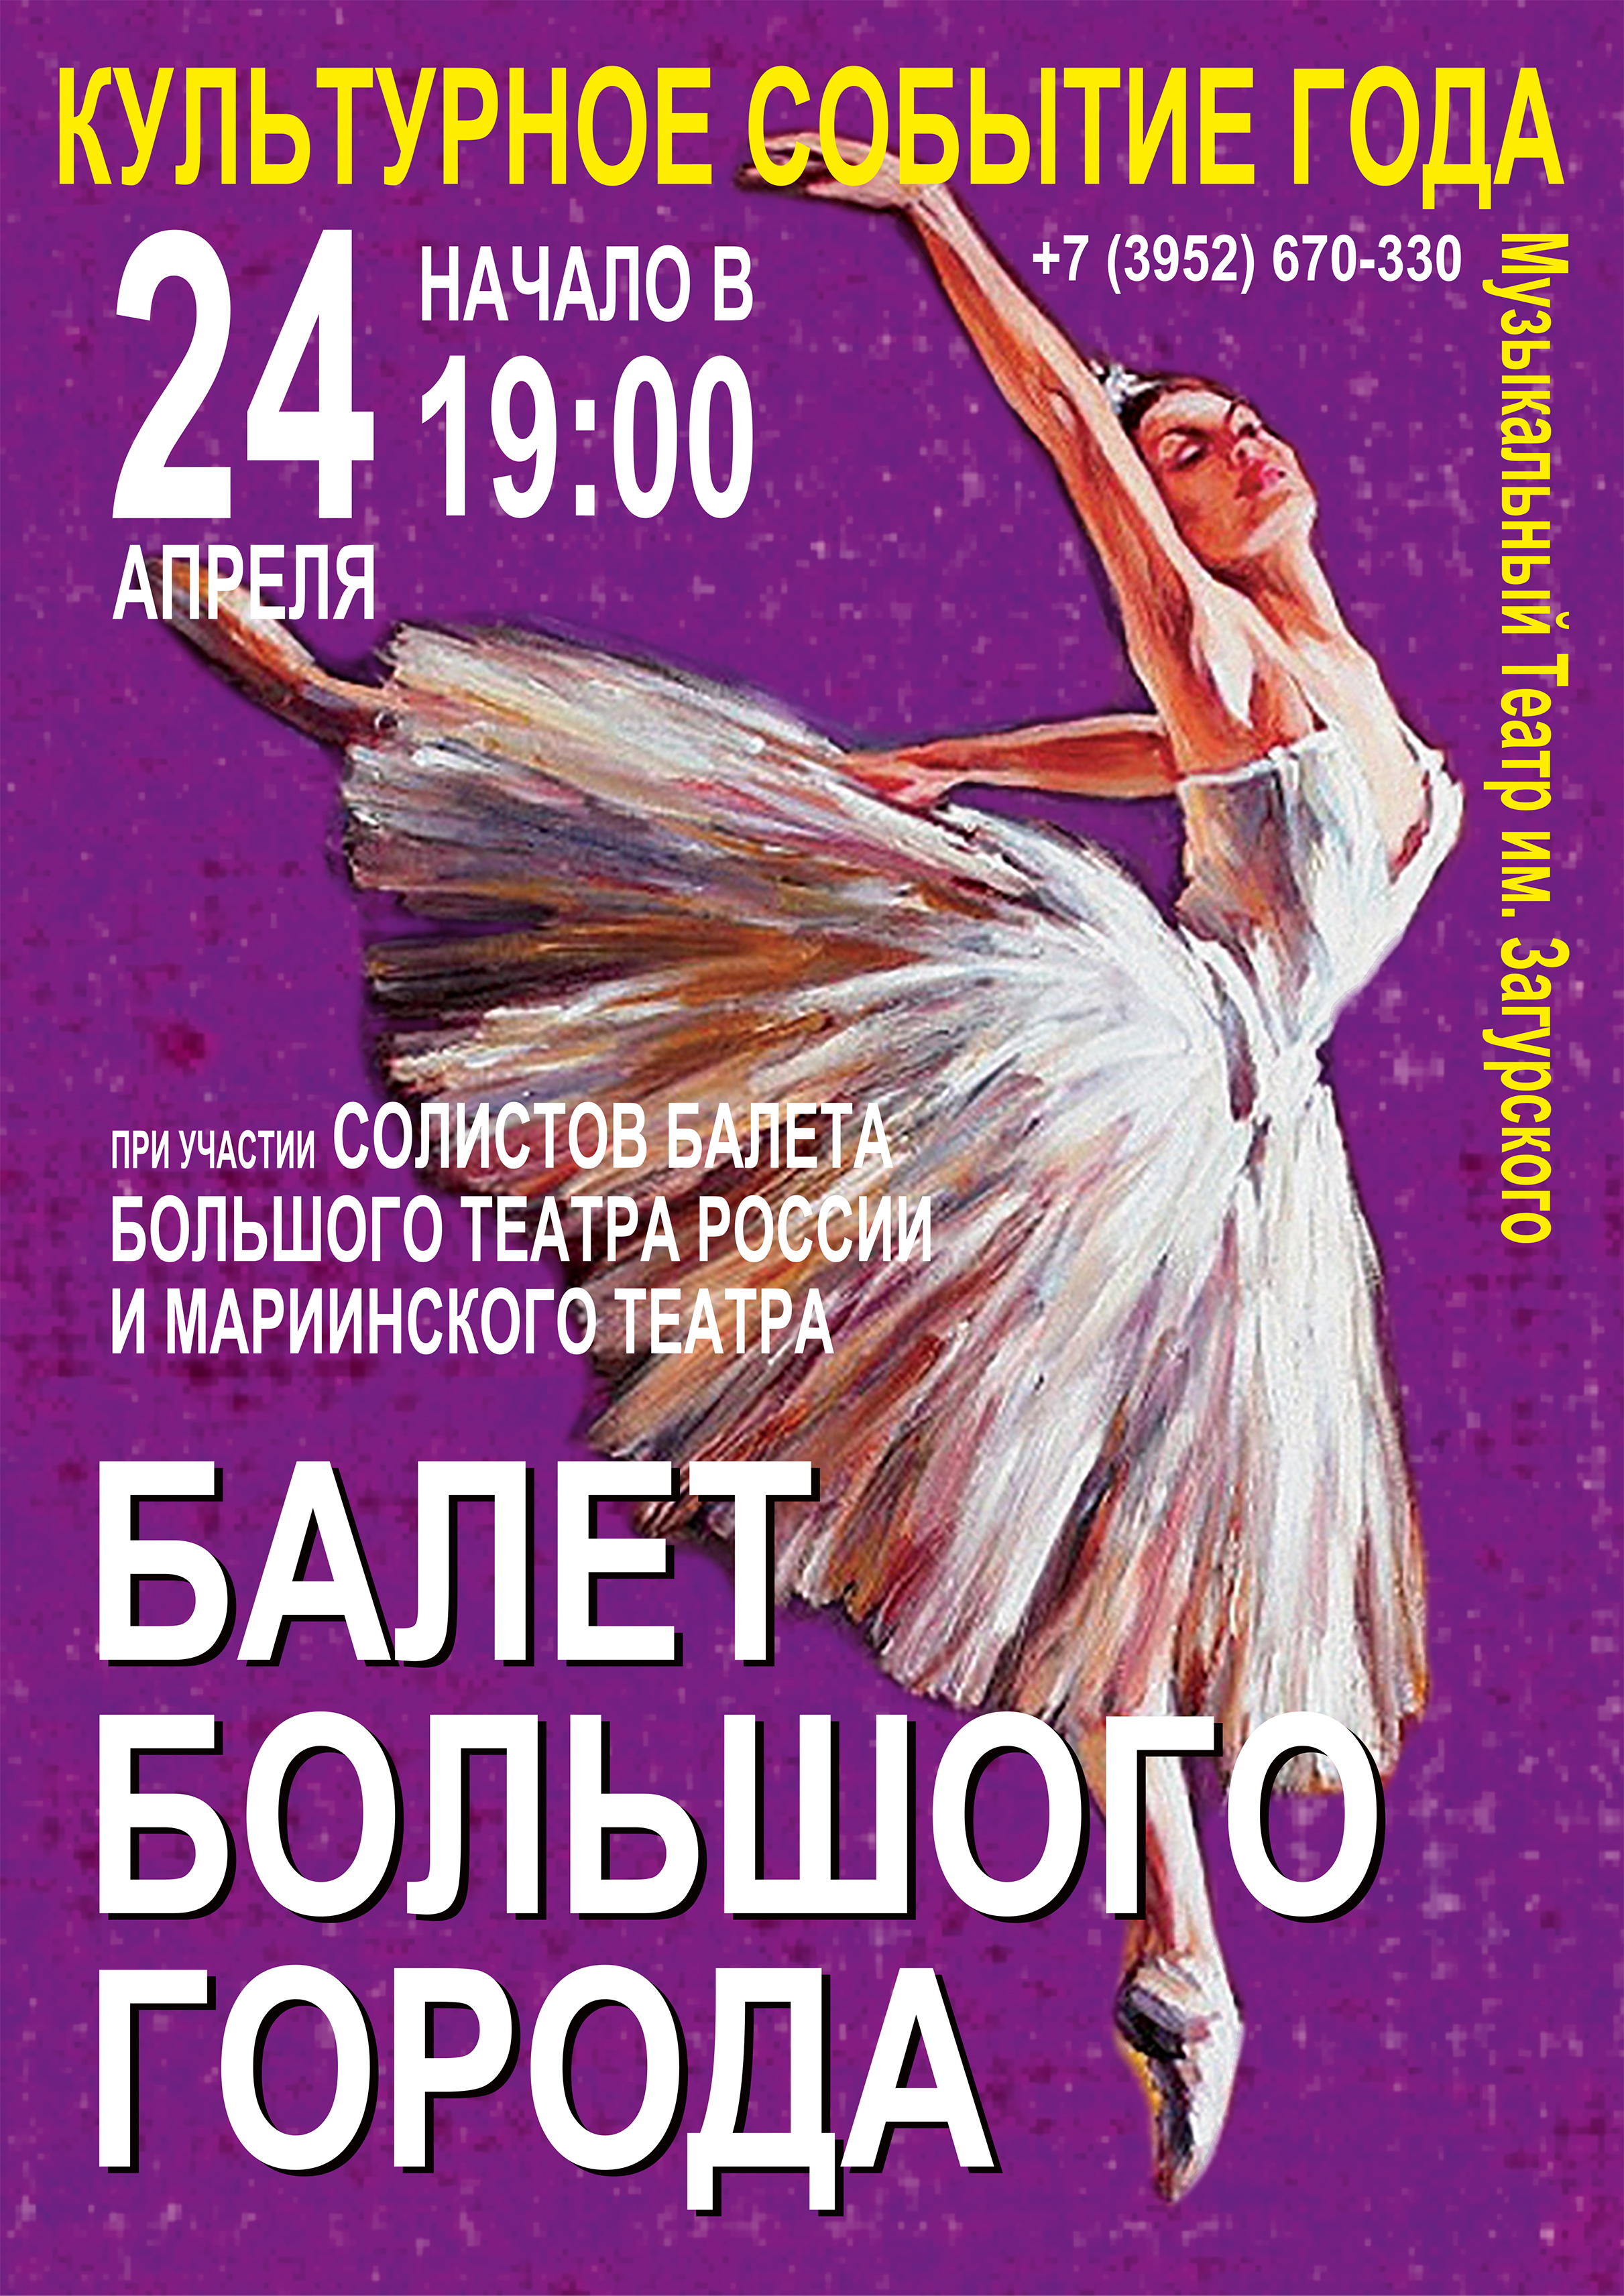 КУЛЬТУРНОЕ СОБЫТИЕ ГОДА
24
АПРЕЛЯ
НАЧАЛО В
19:00
+7 (3952) 670-330
Музыкальный Театр им. Загурского
ПРИ УЧАСТИИ СОЛИСТОВ БАЛЕТА
БОЛЬШОГО ТЕАТРА РОССИИ
И МАРИИНСКОГО ТЕАТРА
БАЛЕТ
БОЛЬШОГО
ГОРОДА